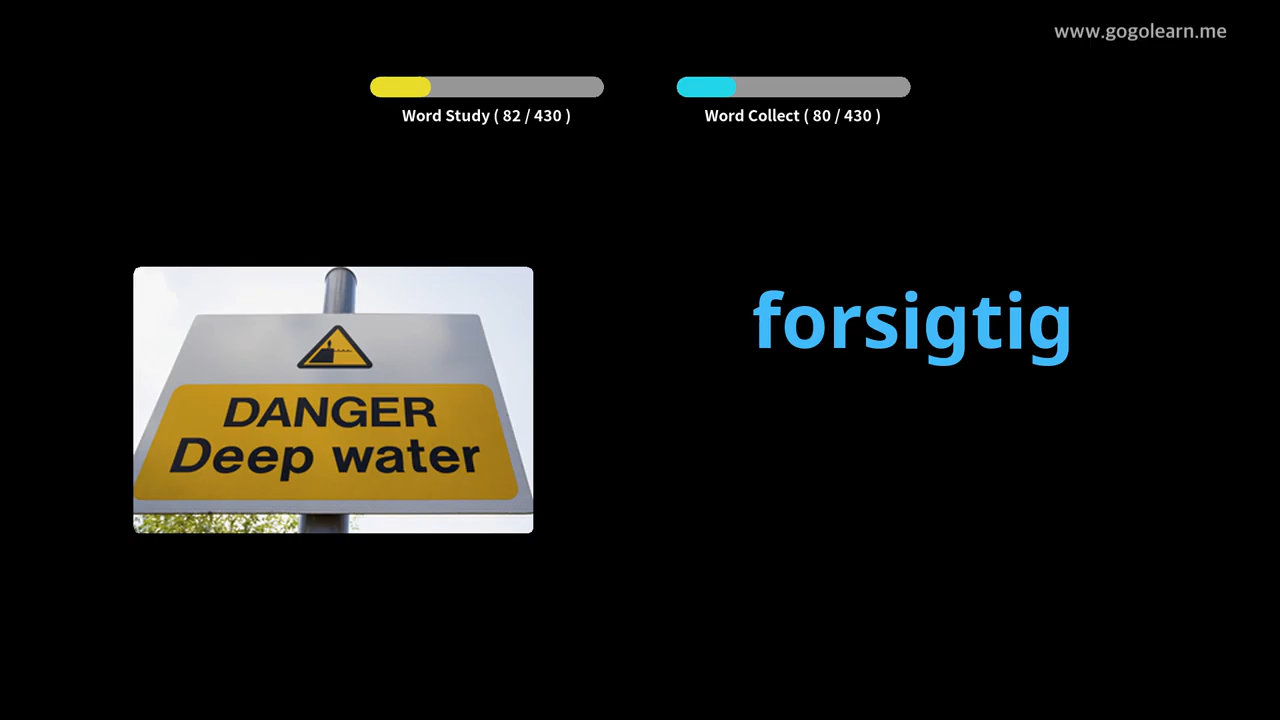 www.gogolearn.me
Word Study ( 82 / 430 )
Word Collect ( 80 / 430 )
DANGER
Deep water
forsigtig